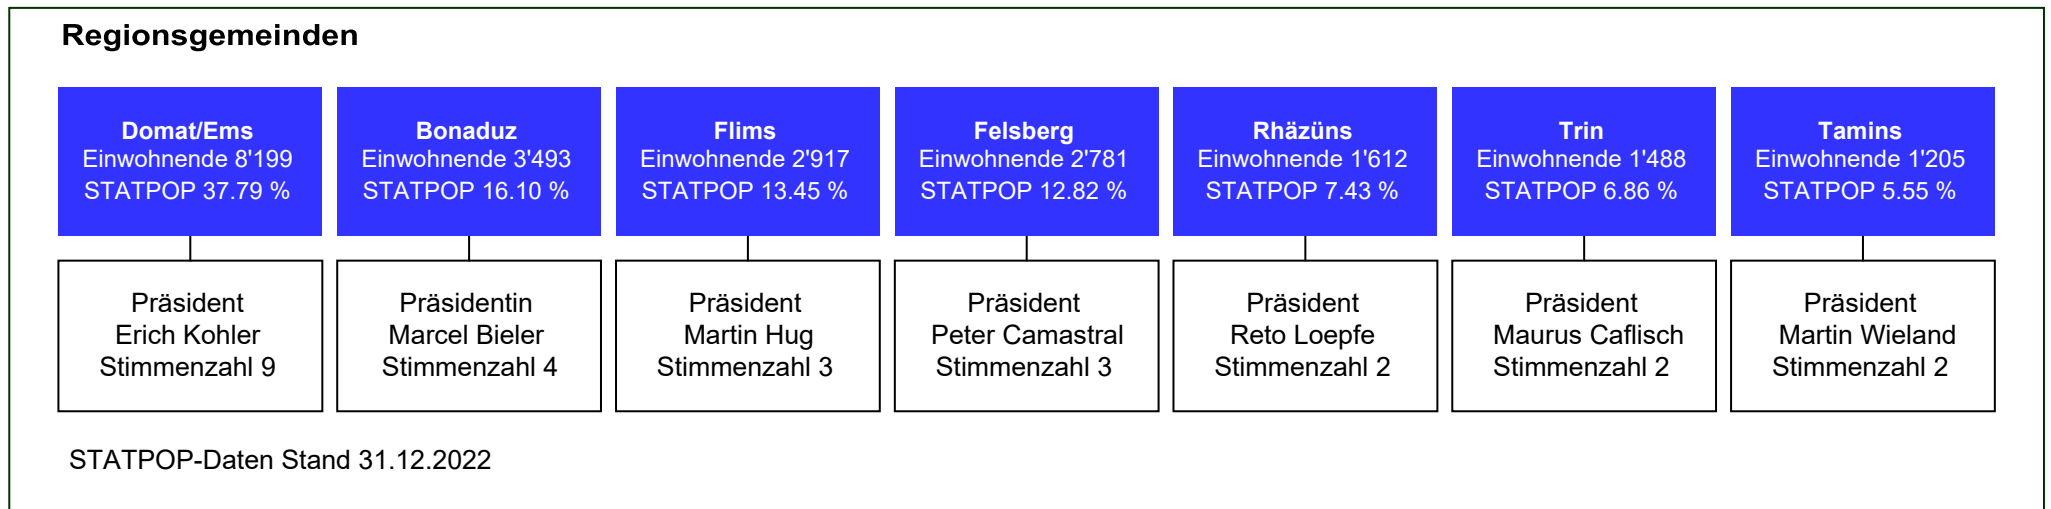 Regionsgemeinden
Domat/Ems
Einwohnende 8'199
STATPOP 37.79 %
Präsident
Erich Kohler
Stimmenzahl 9
Bonaduz
Einwohnende 3'493
STATPOP 16.10 %
Präsidentin
Marcel Bieler
Stimmenzahl 4
Flims
Einwohnende 2'917
STATPOP 13.45 %
Präsident
Martin Hug
Stimmenzahl 3
Felsberg
Einwohnende 2'781
STATPOP 12.82 %
Präsident
Peter Camastral
Stimmenzahl 3
Rhäzüns
Einwohnende 1'612
STATPOP 7.43 %
Präsident
Reto Loepfe
Stimmenzahl 2
Trin
Einwohnende 1'488
STATPOP 6.86 %
Präsident
Maurus Caflisch
Stimmenzahl 2
Tamins
Einwohnende 1'205
STATPOP 5.55 %
Präsident
Martin Wieland
Stimmenzahl 2
STATPOP-Daten Stand 31.12.2022